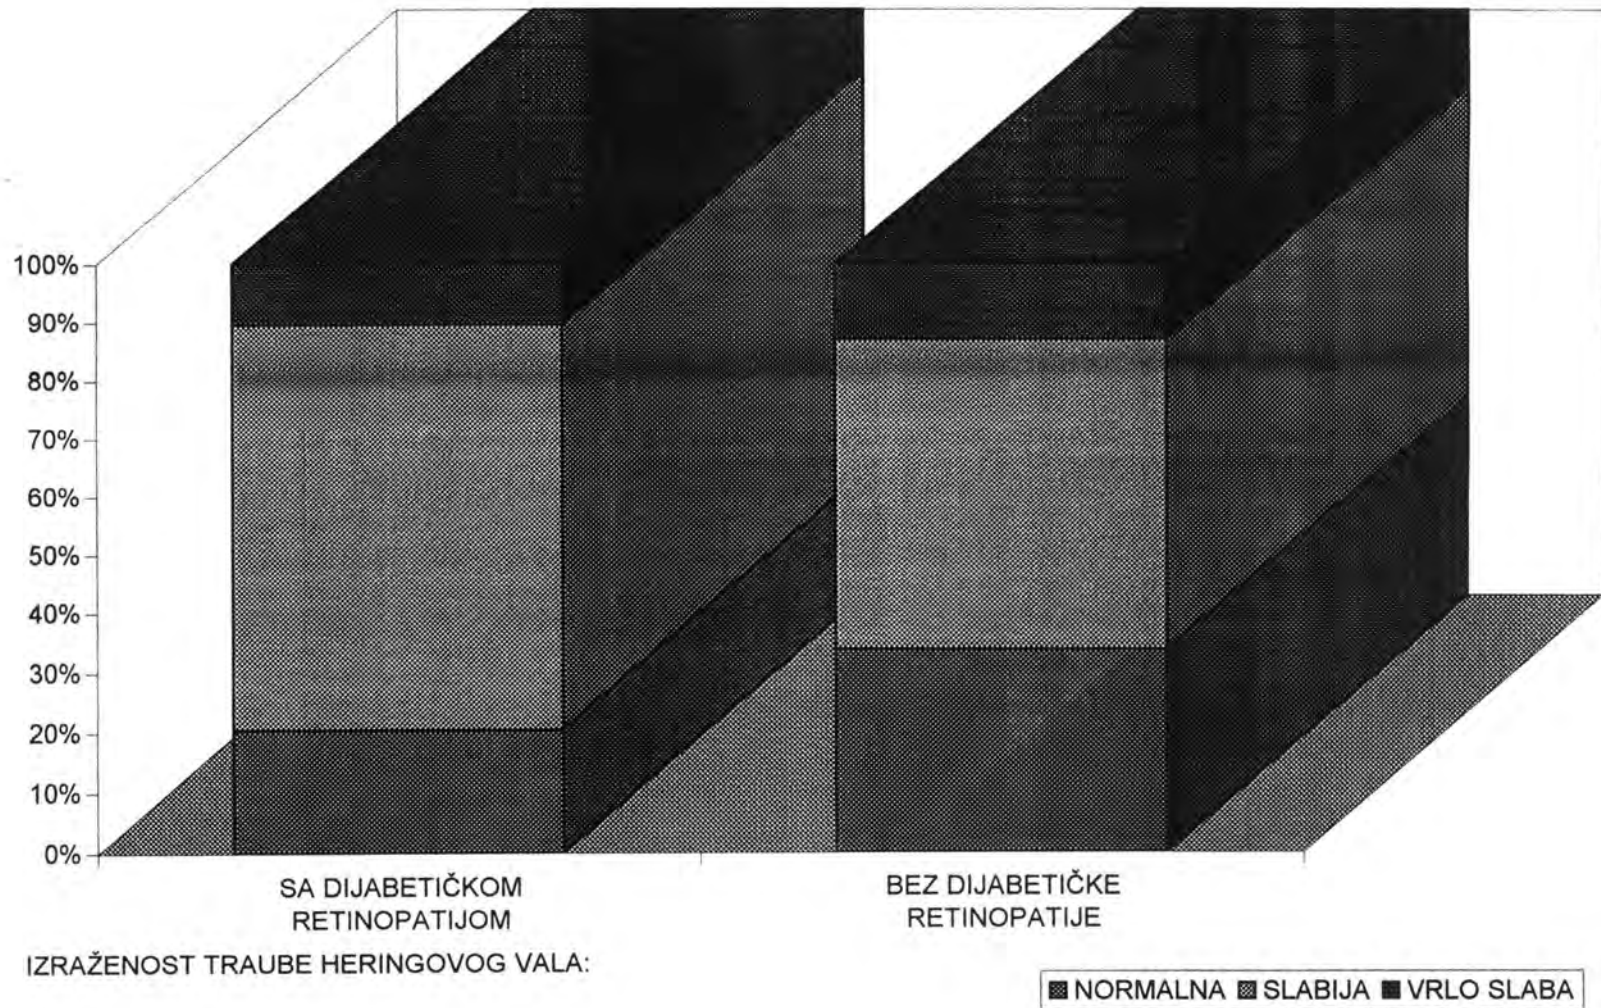 100%
90%
80%
70%
60%
50%
40%
30%
20%
10%
0%
SA DIJABETIČKOM
RETINOPATIJOM
BEZ DIJABETIČKE
RETINOPATIJE
IZRAŽENOST TRAUBE HERINGOVOG VALA:
NORMALNA SLABIJA VRLO SLABA